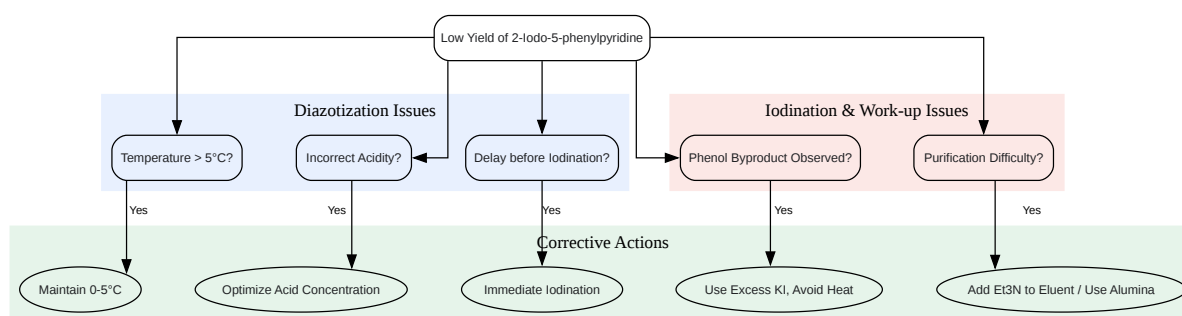 Low Yield of 2-Iodo-5-phenylpyridine
Diazotization Issues
Iodination & Work-up Issues
Temperature > 5°C?
Incorrect Acidity?
Delay before Iodination?
Phenol Byproduct Observed?
Purification Difficulty?
Yes
Yes
Yes
Yes
Yes
Corrective Actions
Maintain 0-5°C
Optimize Acid Concentration
Immediate Iodination
Use Excess KI, Avoid Heat
Add Et3N to Eluent / Use Alumina